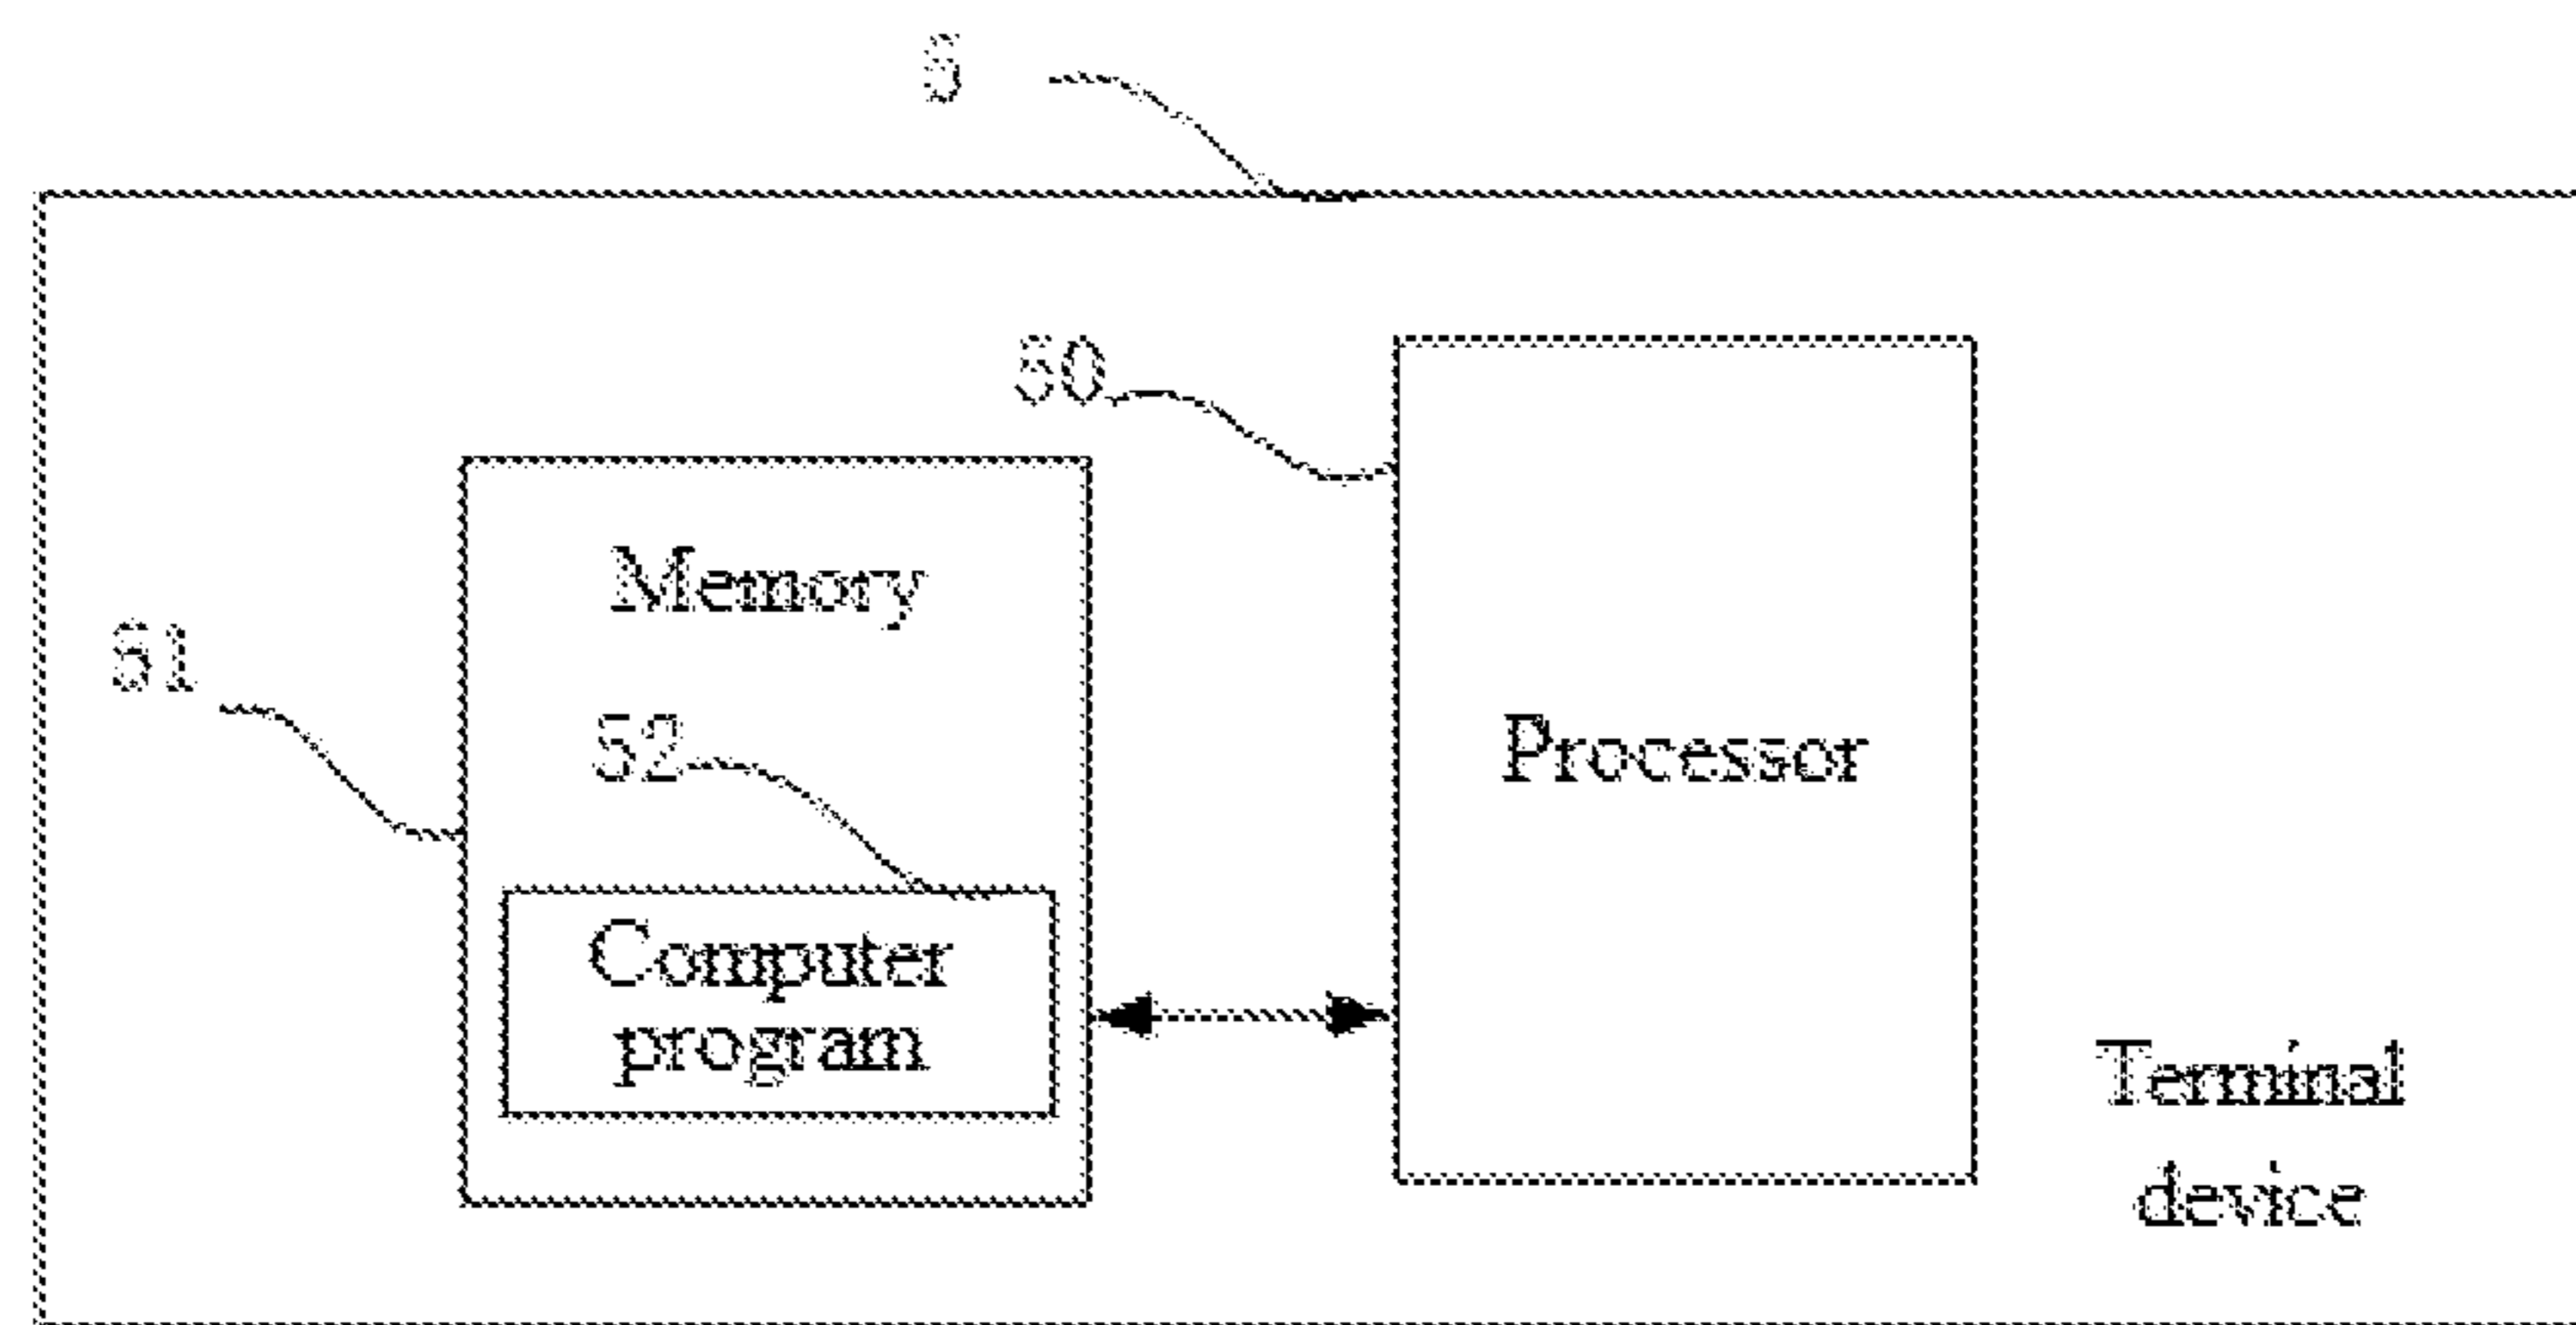 5
50
Memory
51
52
Processor
Computer
program
Terminal
device